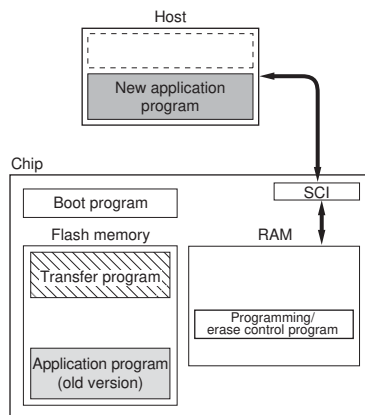 Host
New application
program
Chip
SCI
Boot program
Flash memory
RAM
Transfer program
Programming/
erase control program
Application program
(old version)